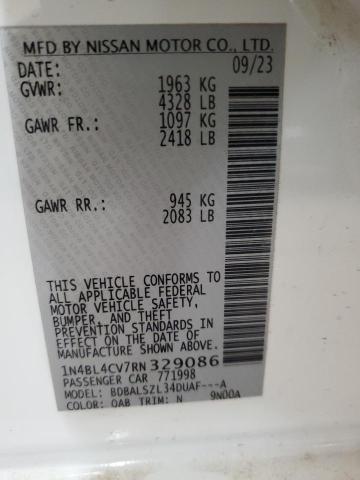 MFD BY NISSAN MOTOR CO., LTD.
DATE: 09/23
GVWR: 1963 KG
4328 LB
GAWR FR.: 1097 KG
2418 LB
GAWR RR.: 945 KG
2083 LB
THIS VEHICLE CONFORMS TO
ALL APPLICABLE FEDERAL
MOTOR VEHICLE SAFETY,
BUMPER, AND THEFT
PREVENTION STANDARDS IN
EFFECT ON THE DATE OF
MANUFACTURE SHOWN ABOVE.
1N4BL4CV7RN329086
PASSENGER CAR 771998
MODEL: BDBALSZL34DUAF---A
COLOR: QAB TRIM: N 9N00A